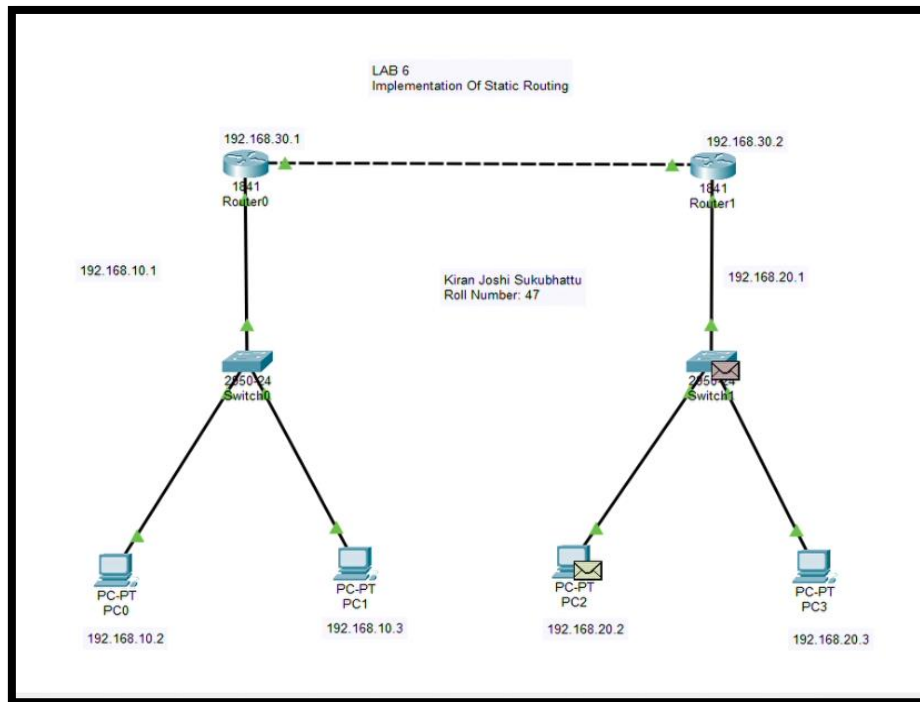 LAB 6
Implementation Of Static Routing
192.168.30.1
192.168.30.2
1841
Router0
1841
Router1
192.168.10.1
192.168.20.1
Kiran Joshi Sukubhattu
Roll Number: 47
2950-24
Switch0
2950-24
Switch1
PC-PT
PC0
PC-PT
PC1
PC-PT
PC2
PC-PT
PC3
192.168.10.2
192.168.10.3
192.168.20.2
192.168.20.3